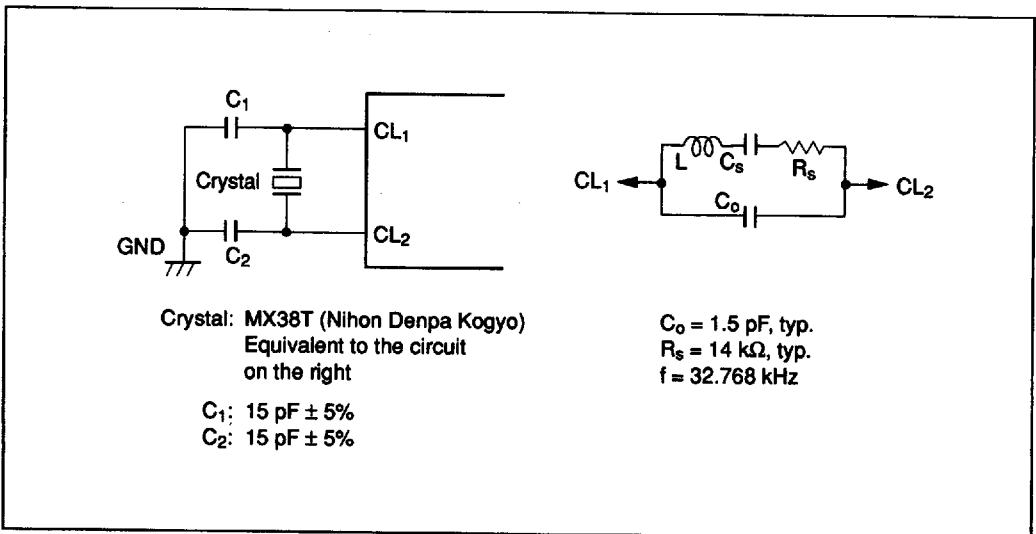 C₁
CL₁
Crystal
CL₂
C₂
GND
L
Cₛ
Rₛ
CL₁
CL₂
C₀
Crystal: MX38T (Nihon Denpa Kogyo)
Equivalent to the circuit
on the right
C₁: 15 pF ± 5%
C₂: 15 pF ± 5%
C₀ = 1.5 pF, typ.
Rₛ = 14 kΩ, typ.
f = 32.768 kHz